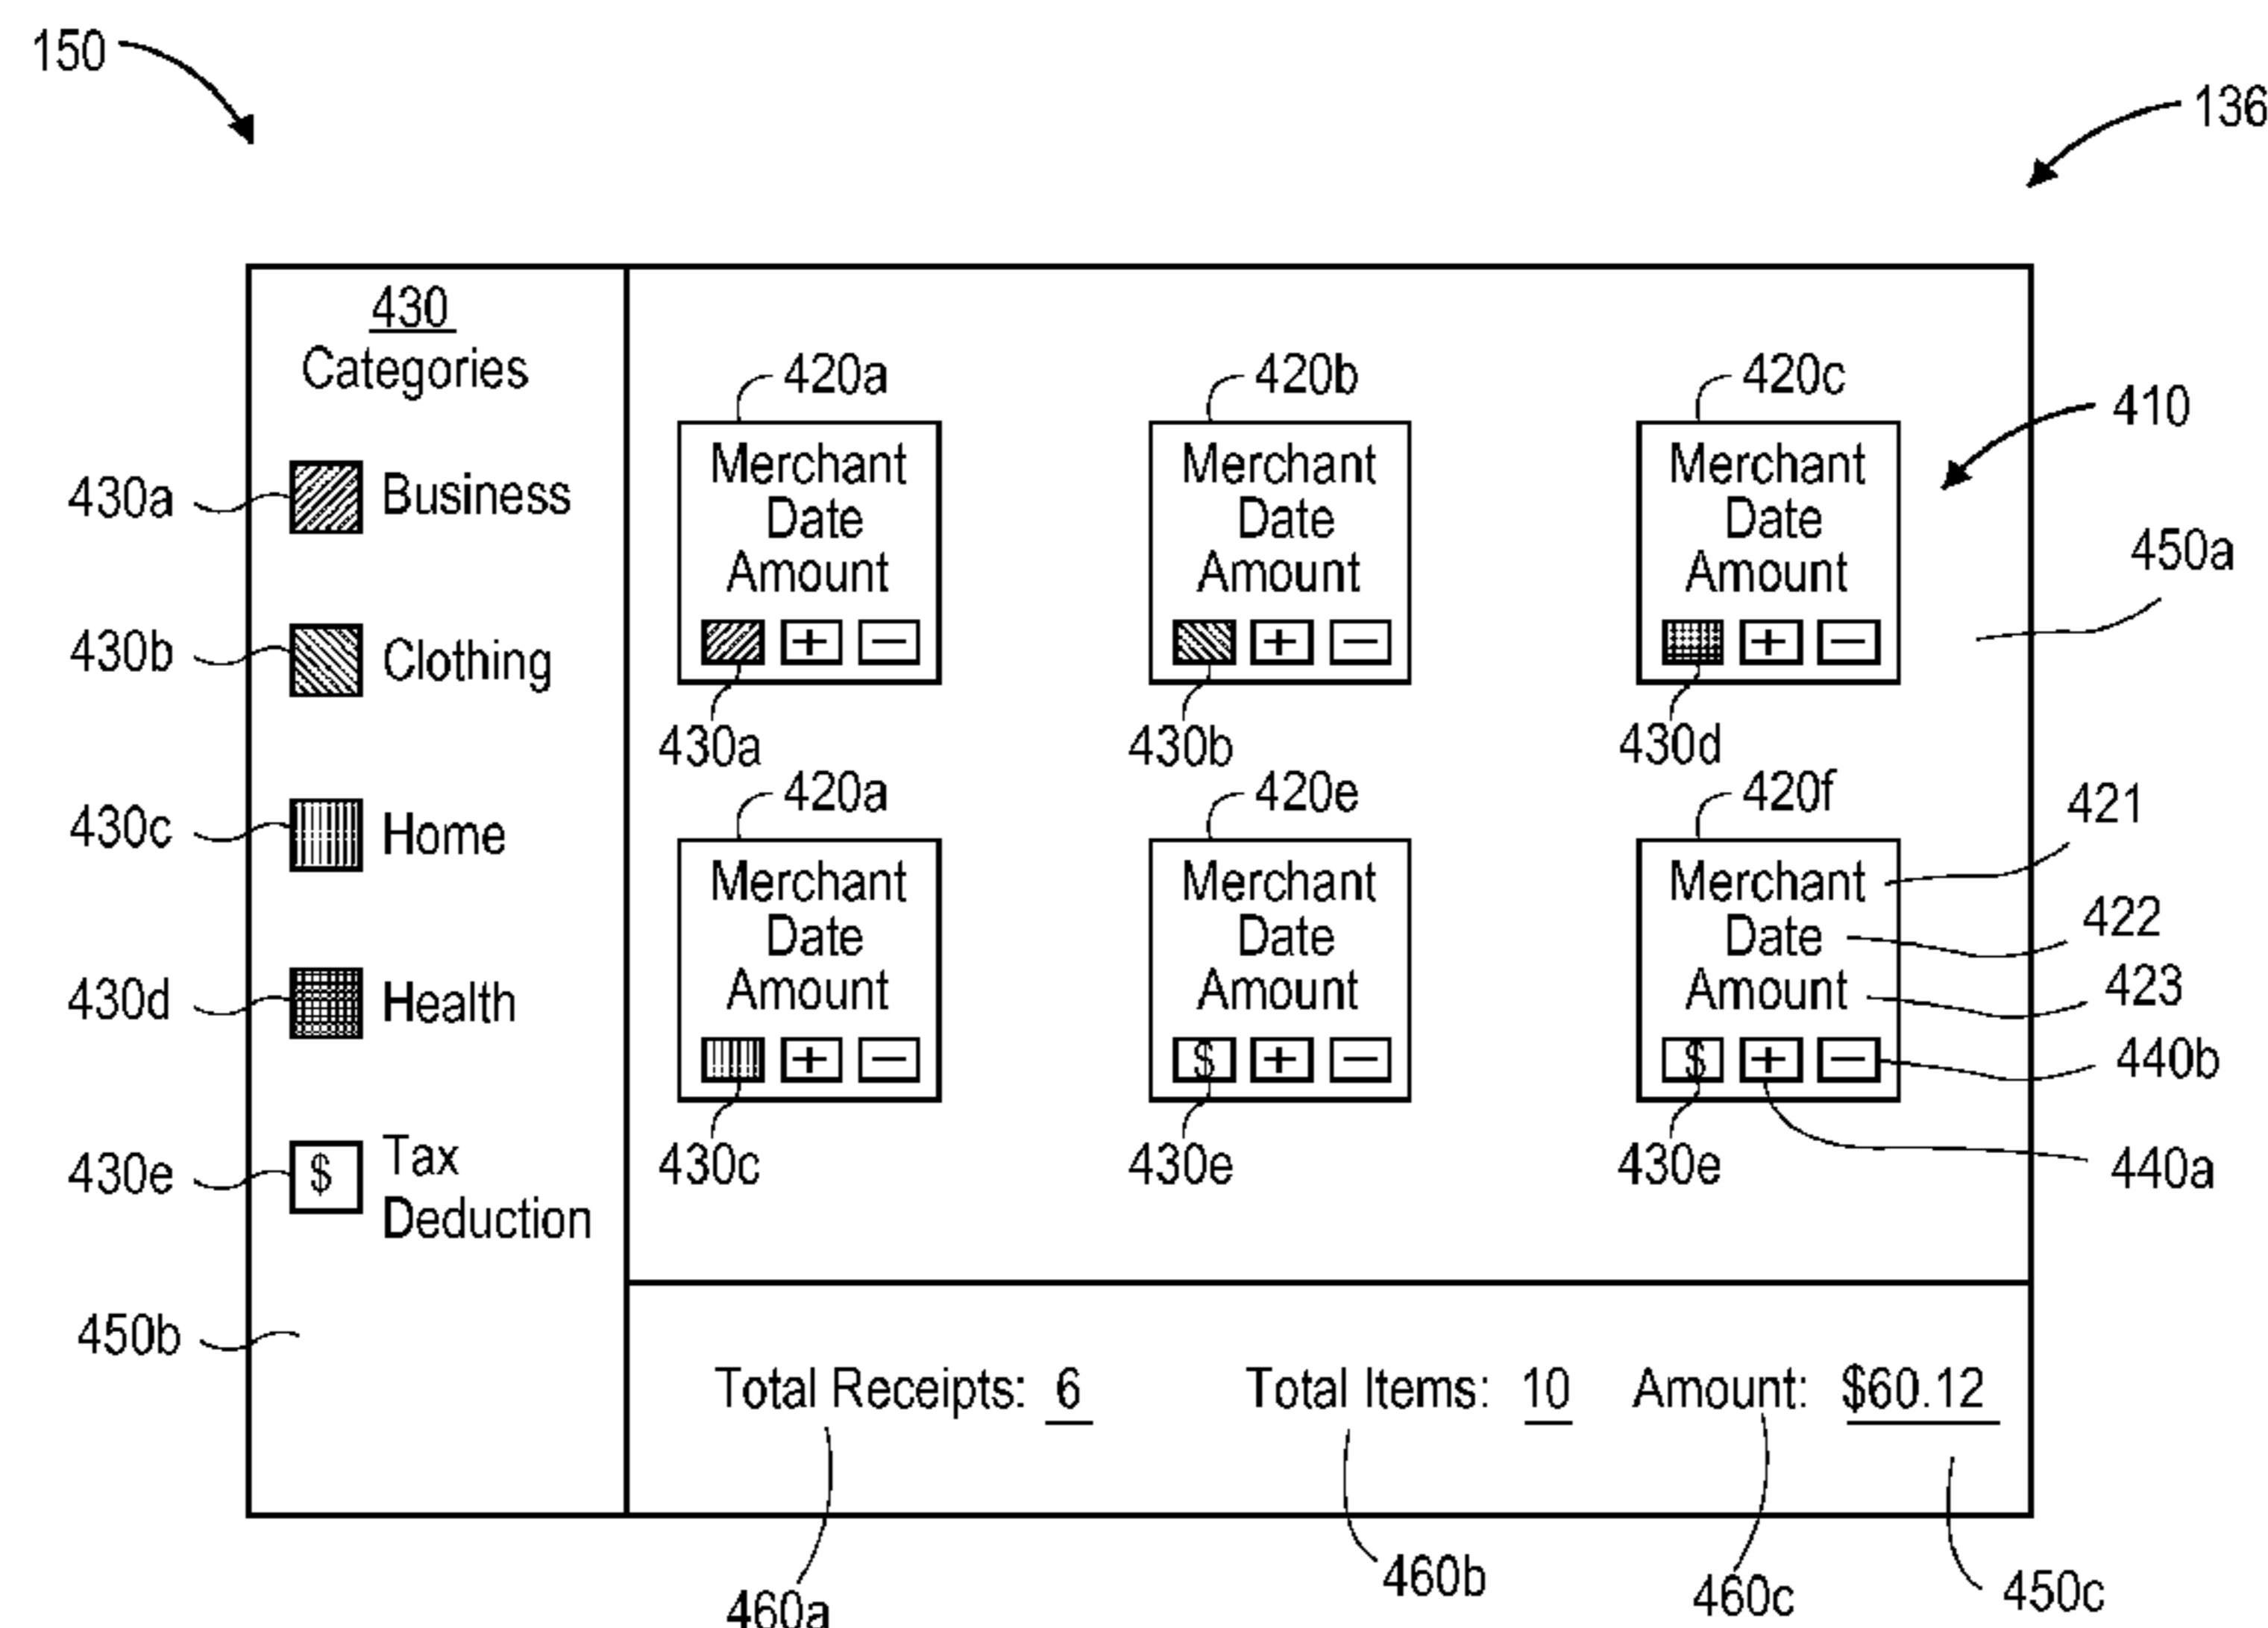 150
136
430
Categories
430a Business
430b Clothing
430c Home
430d Health
430e $ Tax
Deduction
450b
420a 420b 420c
410
Merchant Merchant Merchant
Date Date Date
450a
Amount Amount Amount
+ − + − + −
430a 430b 430d
420a 420e 420f
421
Merchant Merchant Merchant
Date Date Date
422
Amount Amount Amount
423
+ − $ + − $ + −
440b
430c 430e 430e
440a
Total Receipts: 6 Total Items: 10 Amount: $60.12
460a 460b 460c 450c